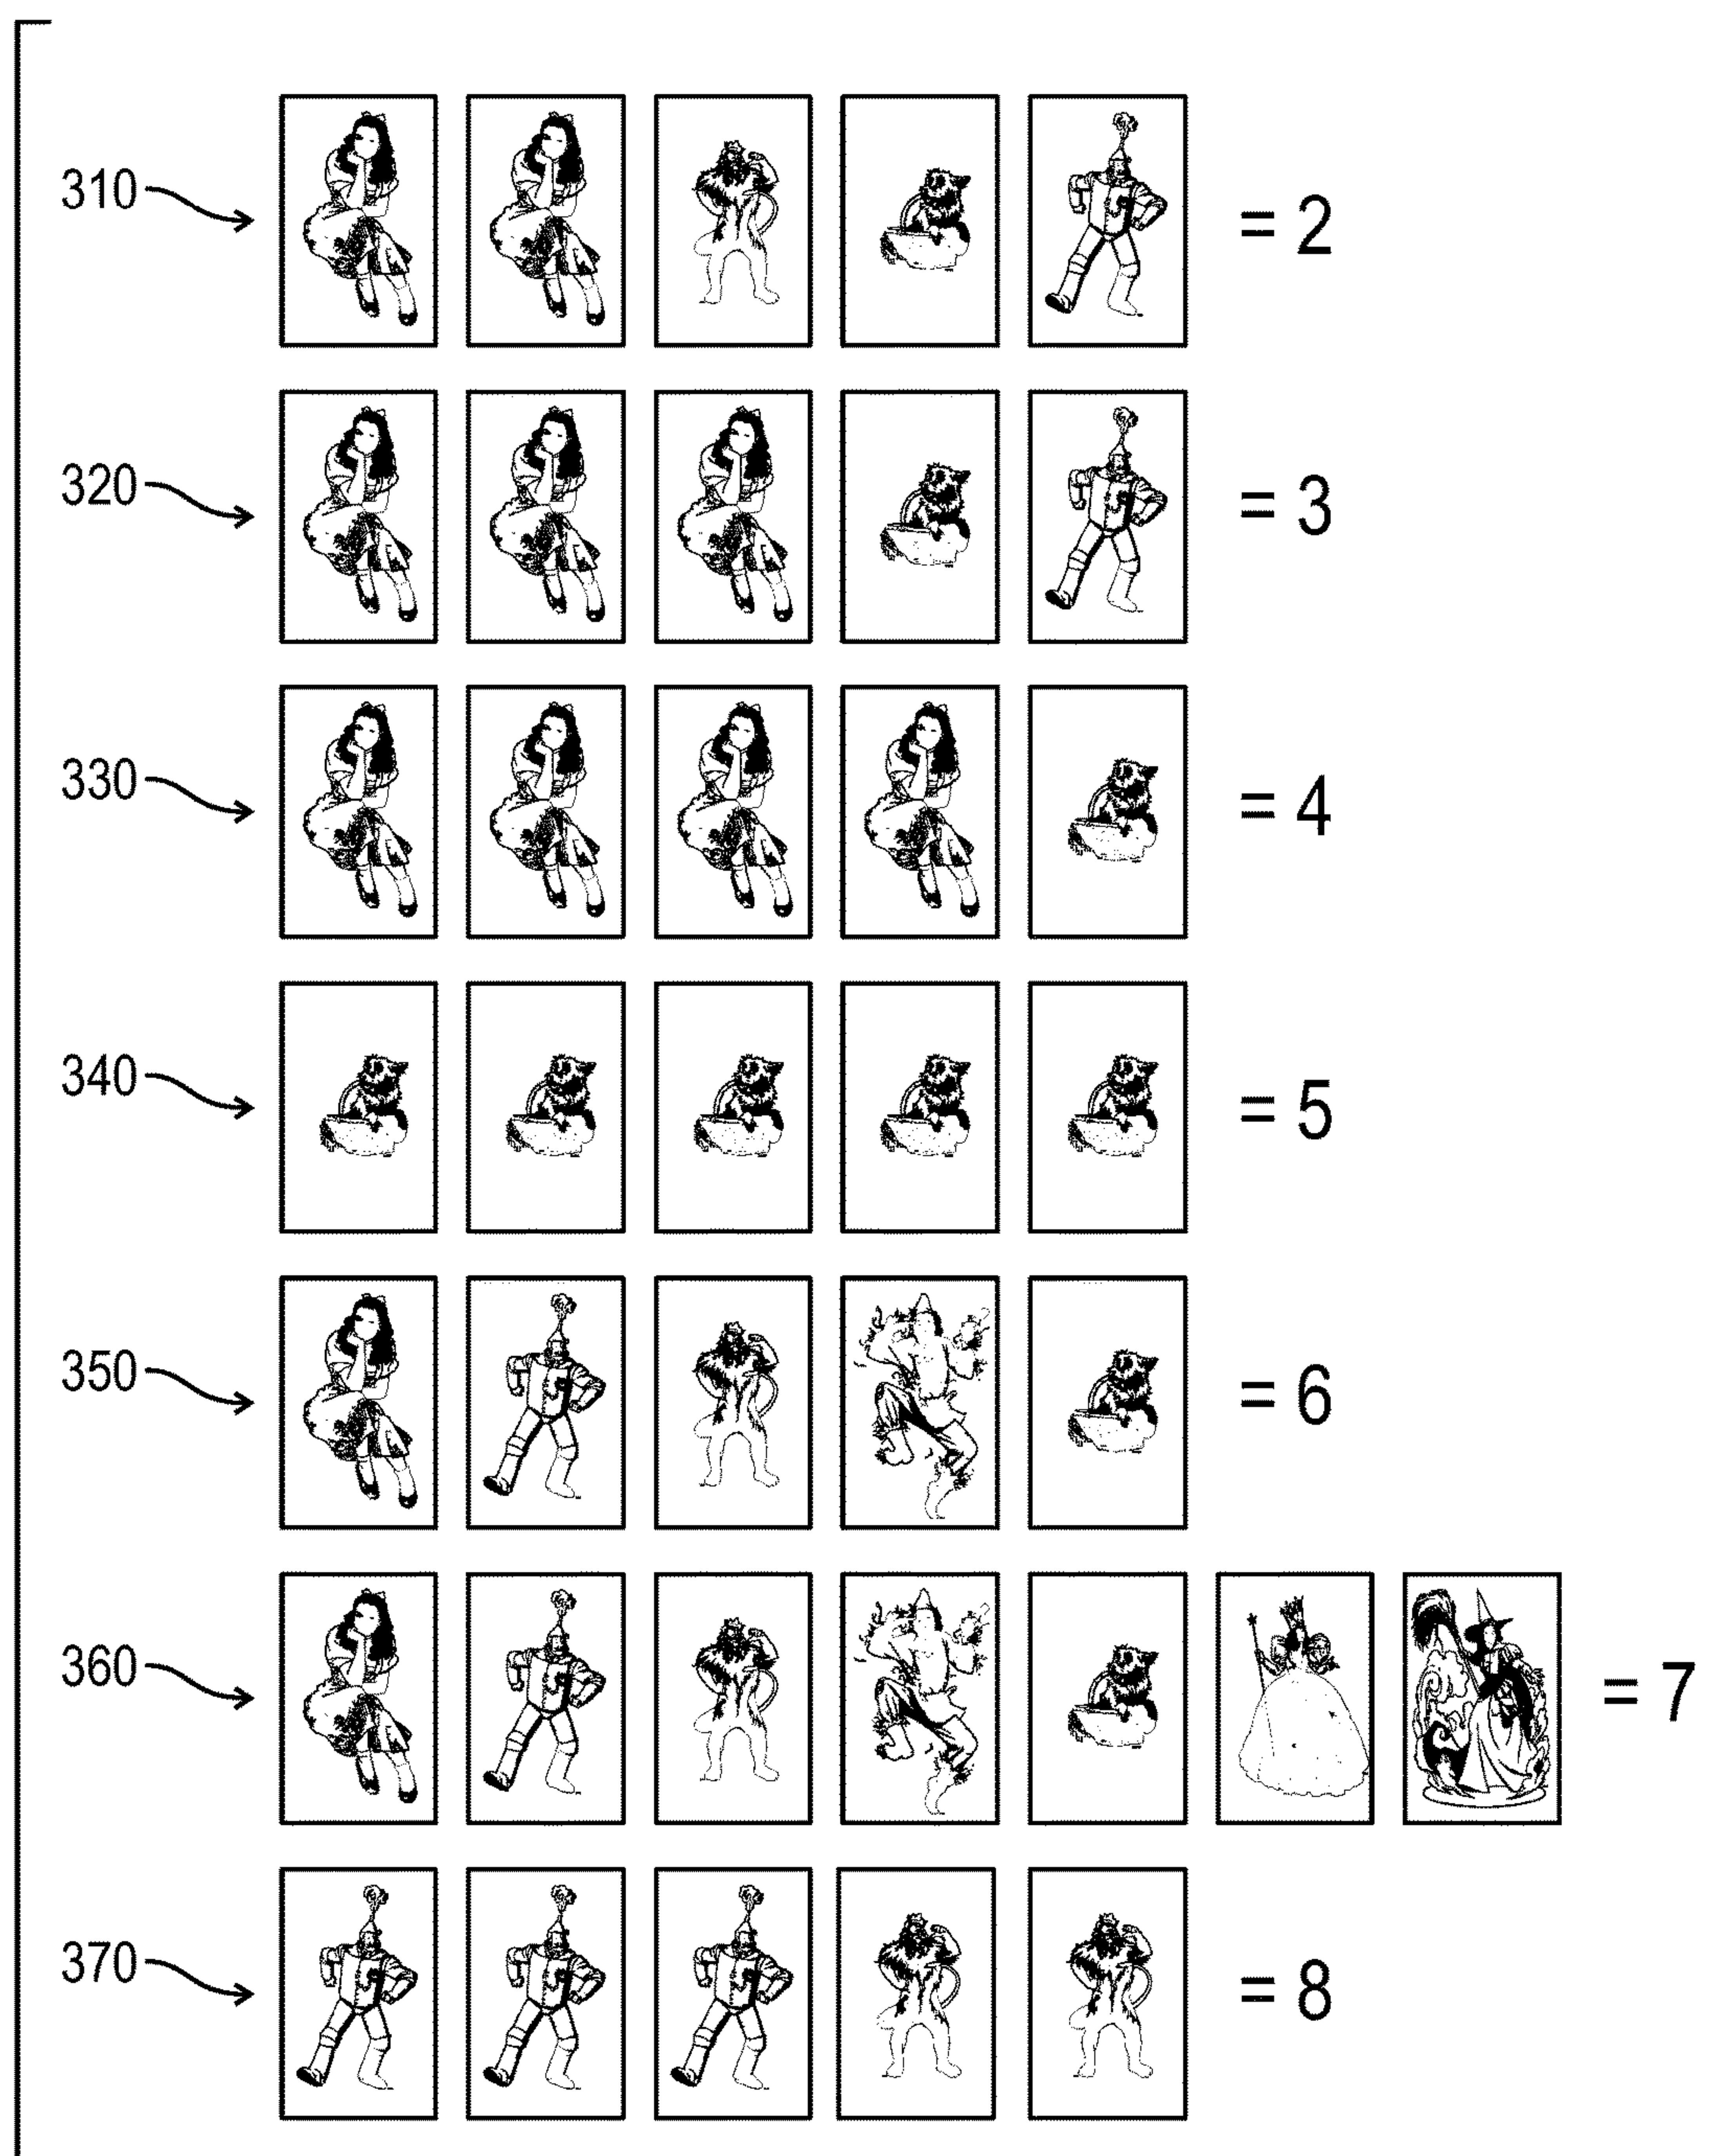 310 = 2
320 = 3
330 = 4
340 = 5
350 = 6
360 = 7
370 = 8